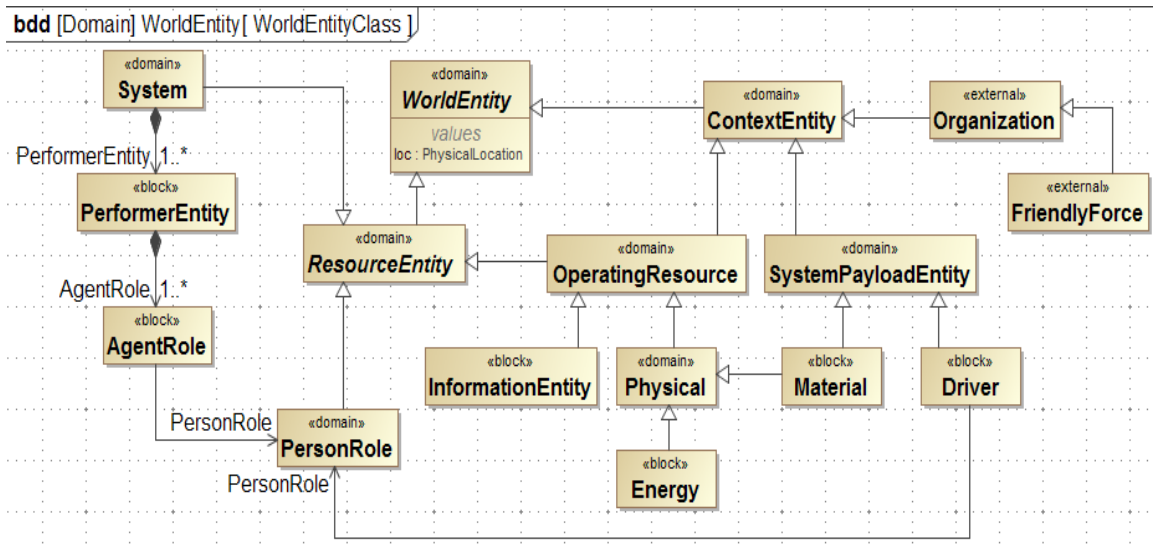 bdd [Domain] WorldEntity[ WorldEntityClass ]
«domain»
System
«domain»
WorldEntity
values
loc : PhysicalLocation
«domain»
ContextEntity
«external»
Organization
PerformerEntity 1..*
«block»
PerformerEntity
«external»
FriendlyForce
«domain»
ResourceEntity
«domain»
OperatingResource
«domain»
SystemPayloadEntity
AgentRole 1..*
«block»
AgentRole
«block»
InformationEntity
«domain»
Physical
«block»
Material
«block»
Driver
PersonRole
«domain»
PersonRole
PersonRole
«block»
Energy